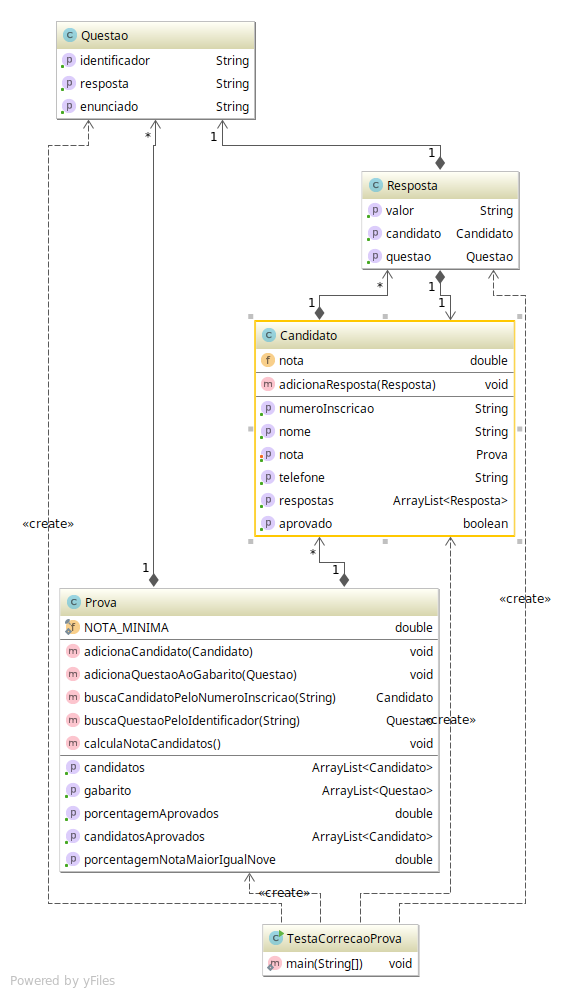 Questao
identificador String
resposta String
enunciado String
* 1 1
Resposta
valor String
candidato Candidato
questao Questao
* 1
1 1
Candidato
nota double
adicionaResposta(Resposta) void
numeroInscricao String
nome String
nota Prova
telefone String
respostas ArrayList<Resposta>
aprovado boolean
«create»
*
1 1
«create»
Prova
NOTA_MINIMA double
adicionaCandidato(Candidato) void
adicionaQuestaoAoGabarito(Questao) void
buscaCandidatoPeloNumeroInscricao(String) Candidato
buscaQuestaoPeloIdentificador(String) Questao
«create»
calculaNotaCandidatos() void
candidatos ArrayList<Candidato>
gabarito ArrayList<Questao>
porcentagemAprovados double
candidatosAprovados ArrayList<Candidato>
porcentagemNotaMaiorIgualNove double
«create»
TestaCorrecaoProva
main(String[]) void
Powered by yFiles